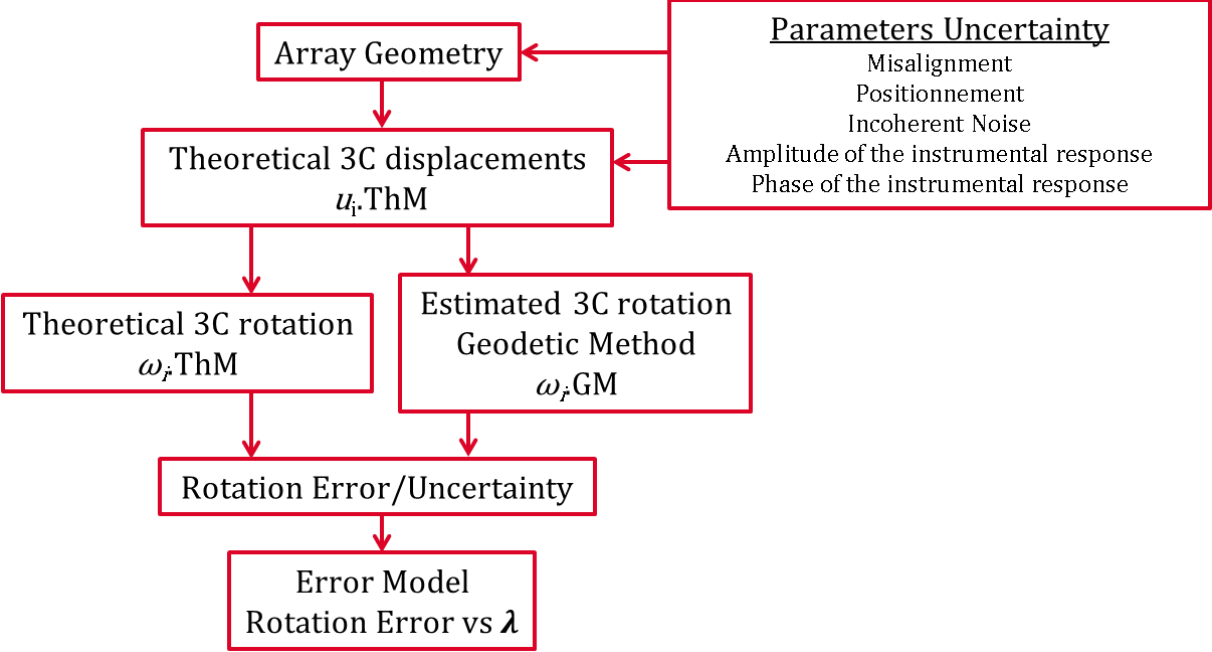 Array Geometry
Parameters Uncertainty
Misalignment
Positionnement
Incoherent Noise
Amplitude of the instrumental response
Phase of the instrumental response
Theoretical 3C displacements
uᵢ.ThM
Theoretical 3C rotation
ωᵢ.ThM
Estimated 3C rotation
Geodetic Method
ωᵢ.GM
Rotation Error/Uncertainty
Error Model
Rotation Error vs λ